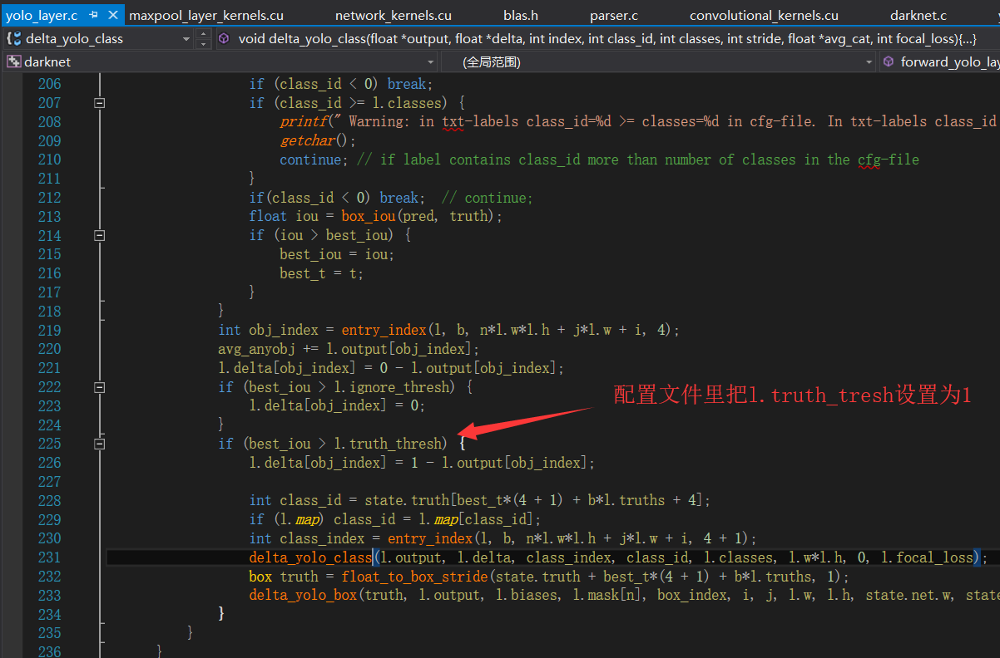 yolo_layer.c maxpool_layer_kernels.cu network_kernels.cu blas.h parser.c convolutional_kernels.cu darknet.c
delta_yolo_class void delta_yolo_class(float *output, float *delta, int index, int class_id, int classes, int stride, float *avg_cat, int focal_loss){...}
darknet (全局范围) forward_yolo_lay
206 if (class_id < 0) break;
207 if (class_id >= l.classes) {
208 printf(" Warning: in txt-labels class_id=%d >= classes=%d in cfg-file. In txt-labels class_id
209 getchar();
210 continue; // if label contains class_id more than number of classes in the cfg-file
211 }
212 if(class_id < 0) break; // continue;
213 float iou = box_iou(pred, truth);
214 if (iou > best_iou) {
215 best_iou = iou;
216 best_t = t;
217 }
218 }
219 int obj_index = entry_index(l, b, n*l.w*l.h + j*l.w + i, 4);
220 avg_anyobj += l.output[obj_index];
221 l.delta[obj_index] = 0 - l.output[obj_index];
222 if (best_iou > l.ignore_thresh) {
223 l.delta[obj_index] = 0;
224 }
配置文件里把l.truth_tresh设置为1
225 if (best_iou > l.truth_thresh) {
226 l.delta[obj_index] = 1 - l.output[obj_index];
227
228 int class_id = state.truth[best_t*(4 + 1) + b*l.truths + 4];
229 if (l.map) class_id = l.map[class_id];
230 int class_index = entry_index(l, b, n*l.w*l.h + j*l.w + i, 4 + 1);
231 delta_yolo_class(l.output, l.delta, class_index, class_id, l.classes, l.w*l.h, 0, l.focal_loss);
232 box truth = float_to_box_stride(state.truth + best_t*(4 + 1) + b*l.truths, 1);
233 delta_yolo_box(truth, l.output, l.biases, l.mask[n], box_index, i, j, l.w, l.h, state.net.w, state
234 }
235 }
236 }